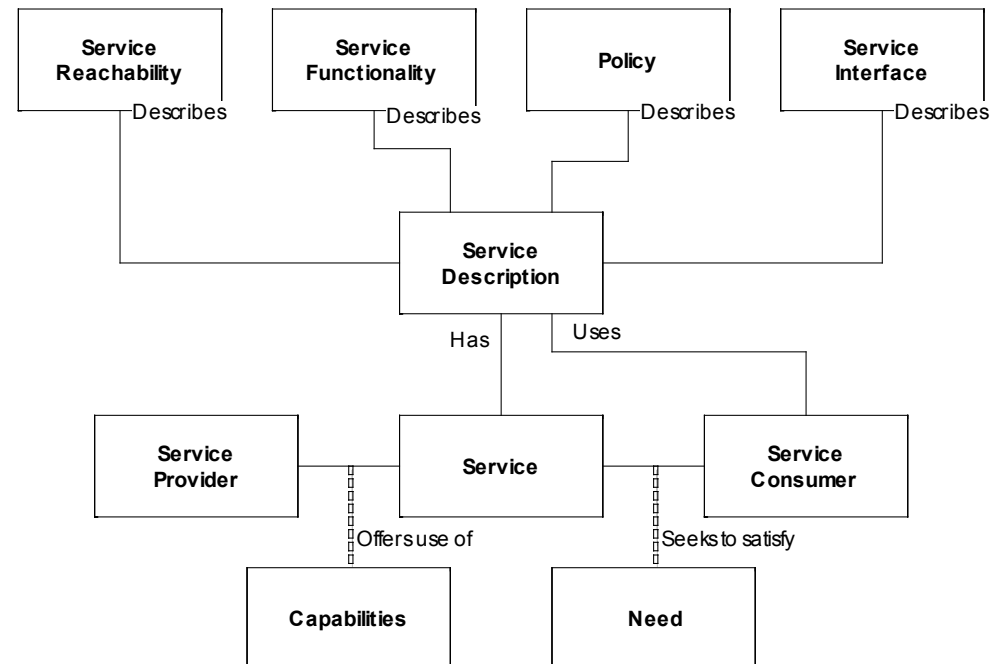 Service
Reachability
Service
Functionality
Policy
Service
Interface
Describes
Describes
Describes
Describes
Service
Description
Has
Uses
Service
Provider
Service
Service
Consumer
Offers use of
Seeks to satisfy
Capabilities
Need